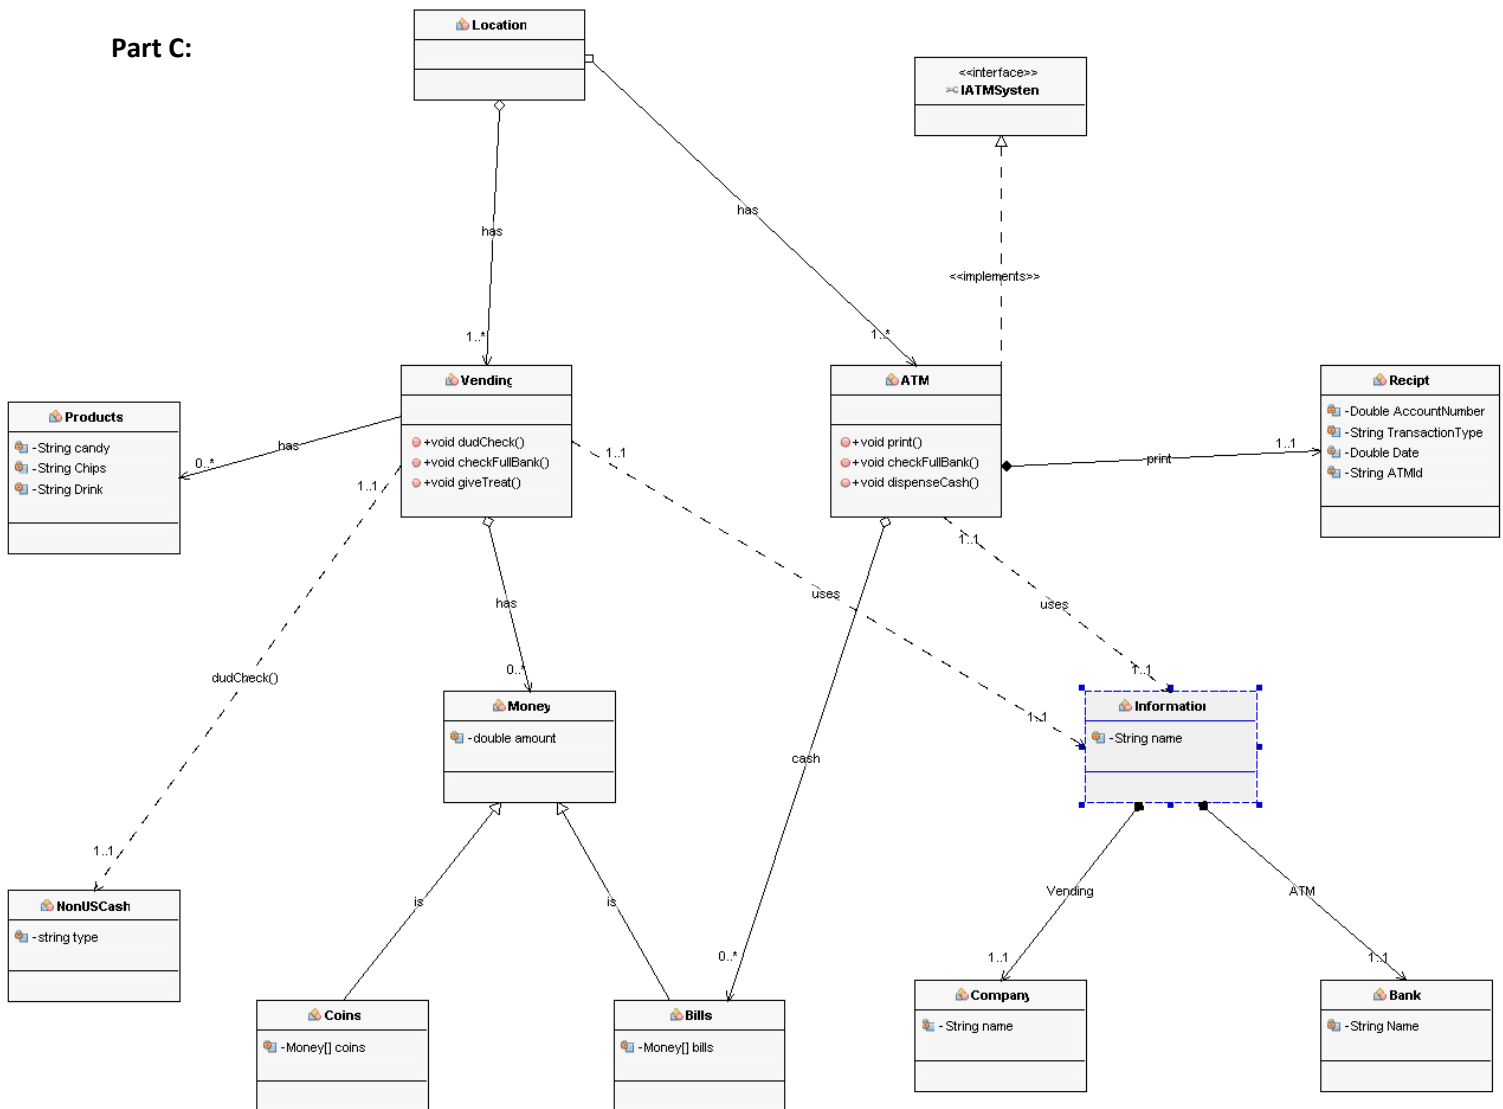 Part C:
Location
<<interface>>
IATMSysten
has
has
<<implements>>
1..*
1..*
Vending
+void dudCheck()
+void checkFullBank()
+void giveTreat()
ATM
+void print()
+void checkFullBank()
+void dispenseCash()
Recipt
-Double AccountNumber
-String TransactionType
-Double Date
-String ATMId
Products
-String candy
-String Chips
-String Drink
has
0..*
1..1
1..1
1..1
print
1..1
has
uses
uses
0..*
dudCheck()
1..1
1..1
Money
-double amount
Information
-String name
cash
1..1
NonUSCash
-string type
is
is
Vending
ATM
0..*
1..1
1..1
Coins
-Money[] coins
Bills
-Money[] bills
Company
- String name
Bank
-String Name